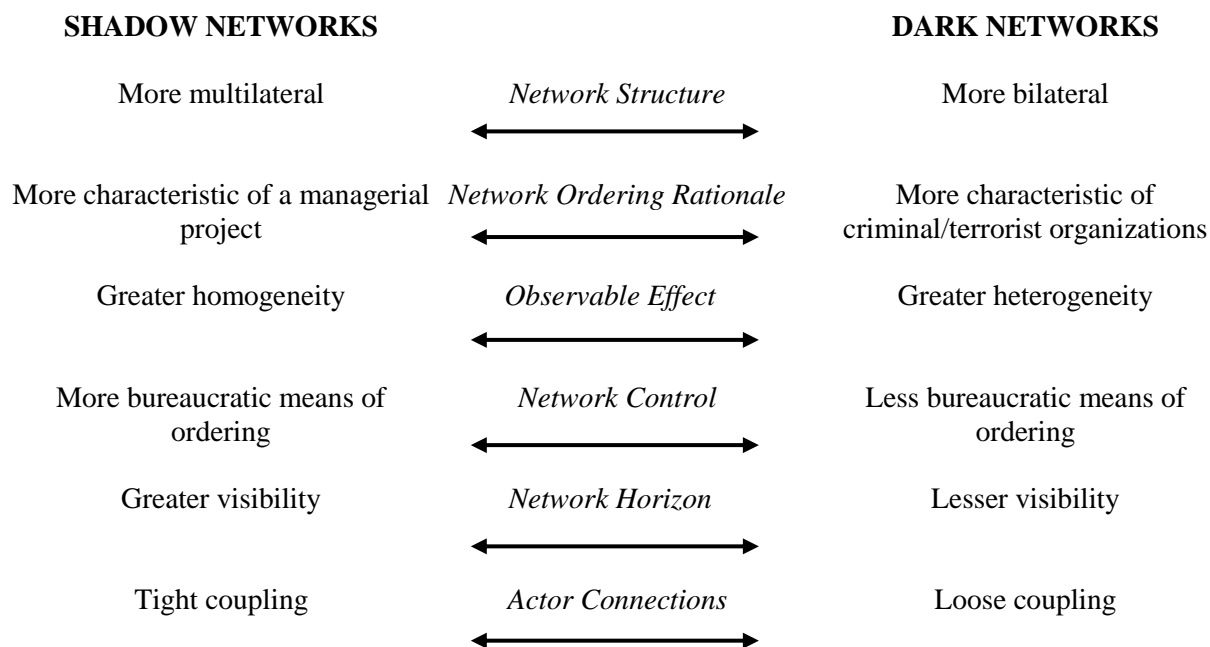 SHADOW NETWORKS DARK NETWORKS
More multilateral Network Structure More bilateral
More characteristic of a managerial Network Ordering Rationale More characteristic of
project criminal/terrorist organizations
Greater homogeneity Observable Effect Greater heterogeneity
More bureaucratic means of Network Control Less bureaucratic means of
ordering ordering
Greater visibility Network Horizon Lesser visibility
Tight coupling Actor Connections Loose coupling